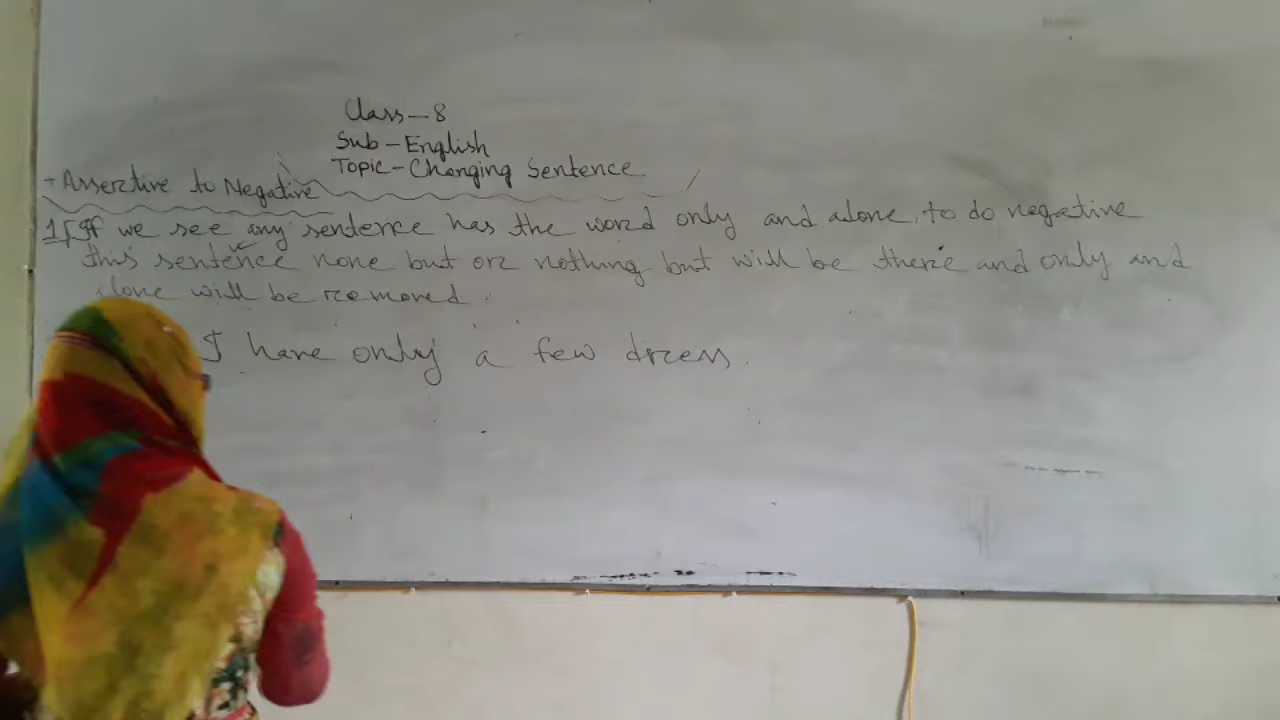 Class-8
Sub-English
Topic-Changing Sentence.
Assertive to Negative
1. If we see any sentence has the word only and alone, to do negative
this sentence none but or nothing but will be there and only and
alone will be removed.
I have only a few dress.